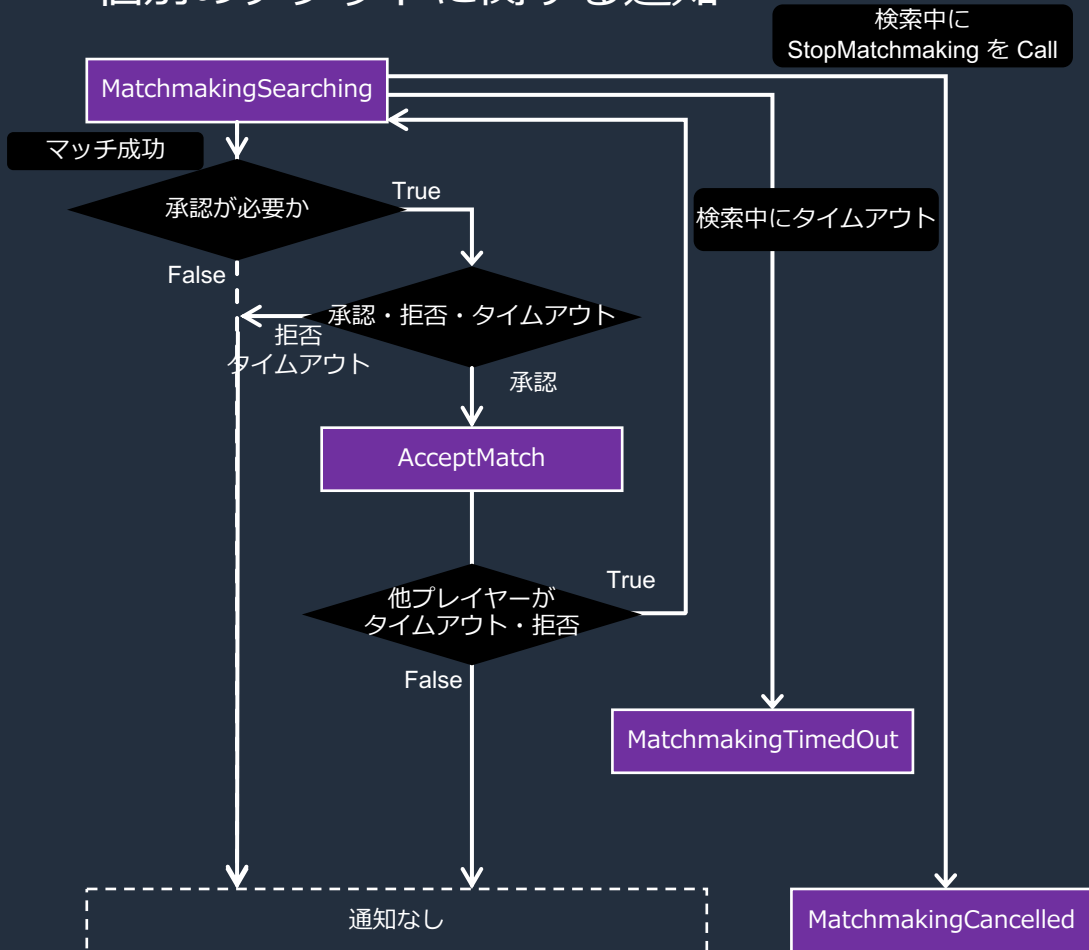 検索中に
StopMatchmaking を Call
MatchmakingSearching
マッチ成功
承認が必要か
True
検索中にタイムアウト
False
承認・拒否・タイムアウト
拒否
タイムアウト
承認
AcceptMatch
他プレイヤーが
タイムアウト・拒否
True
False
MatchmakingTimedOut
通知なし
MatchmakingCancelled